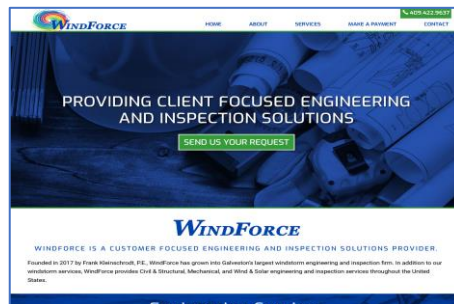 WINDFORCE
409.422.9637
HOME ABOUT SERVICES MAKE A PAYMENT CONTACT
PROVIDING CLIENT FOCUSED ENGINEERING
AND INSPECTION SOLUTIONS
SEND US YOUR REQUEST
WINDFORCE
WINDFORCE IS A CUSTOMER FOCUSED ENGINEERING AND INSPECTION SOLUTIONS PROVIDER.
Founded in 2017 by Frank Kleinschrodt, P.E., WindForce has grown into Galveston's largest windstorm engineering and inspection firm. In addition to our
windstorm services, WindForce provides Civil & Structural, Mechanical, and Wind & Solar engineering and inspection services throughout the United
States.